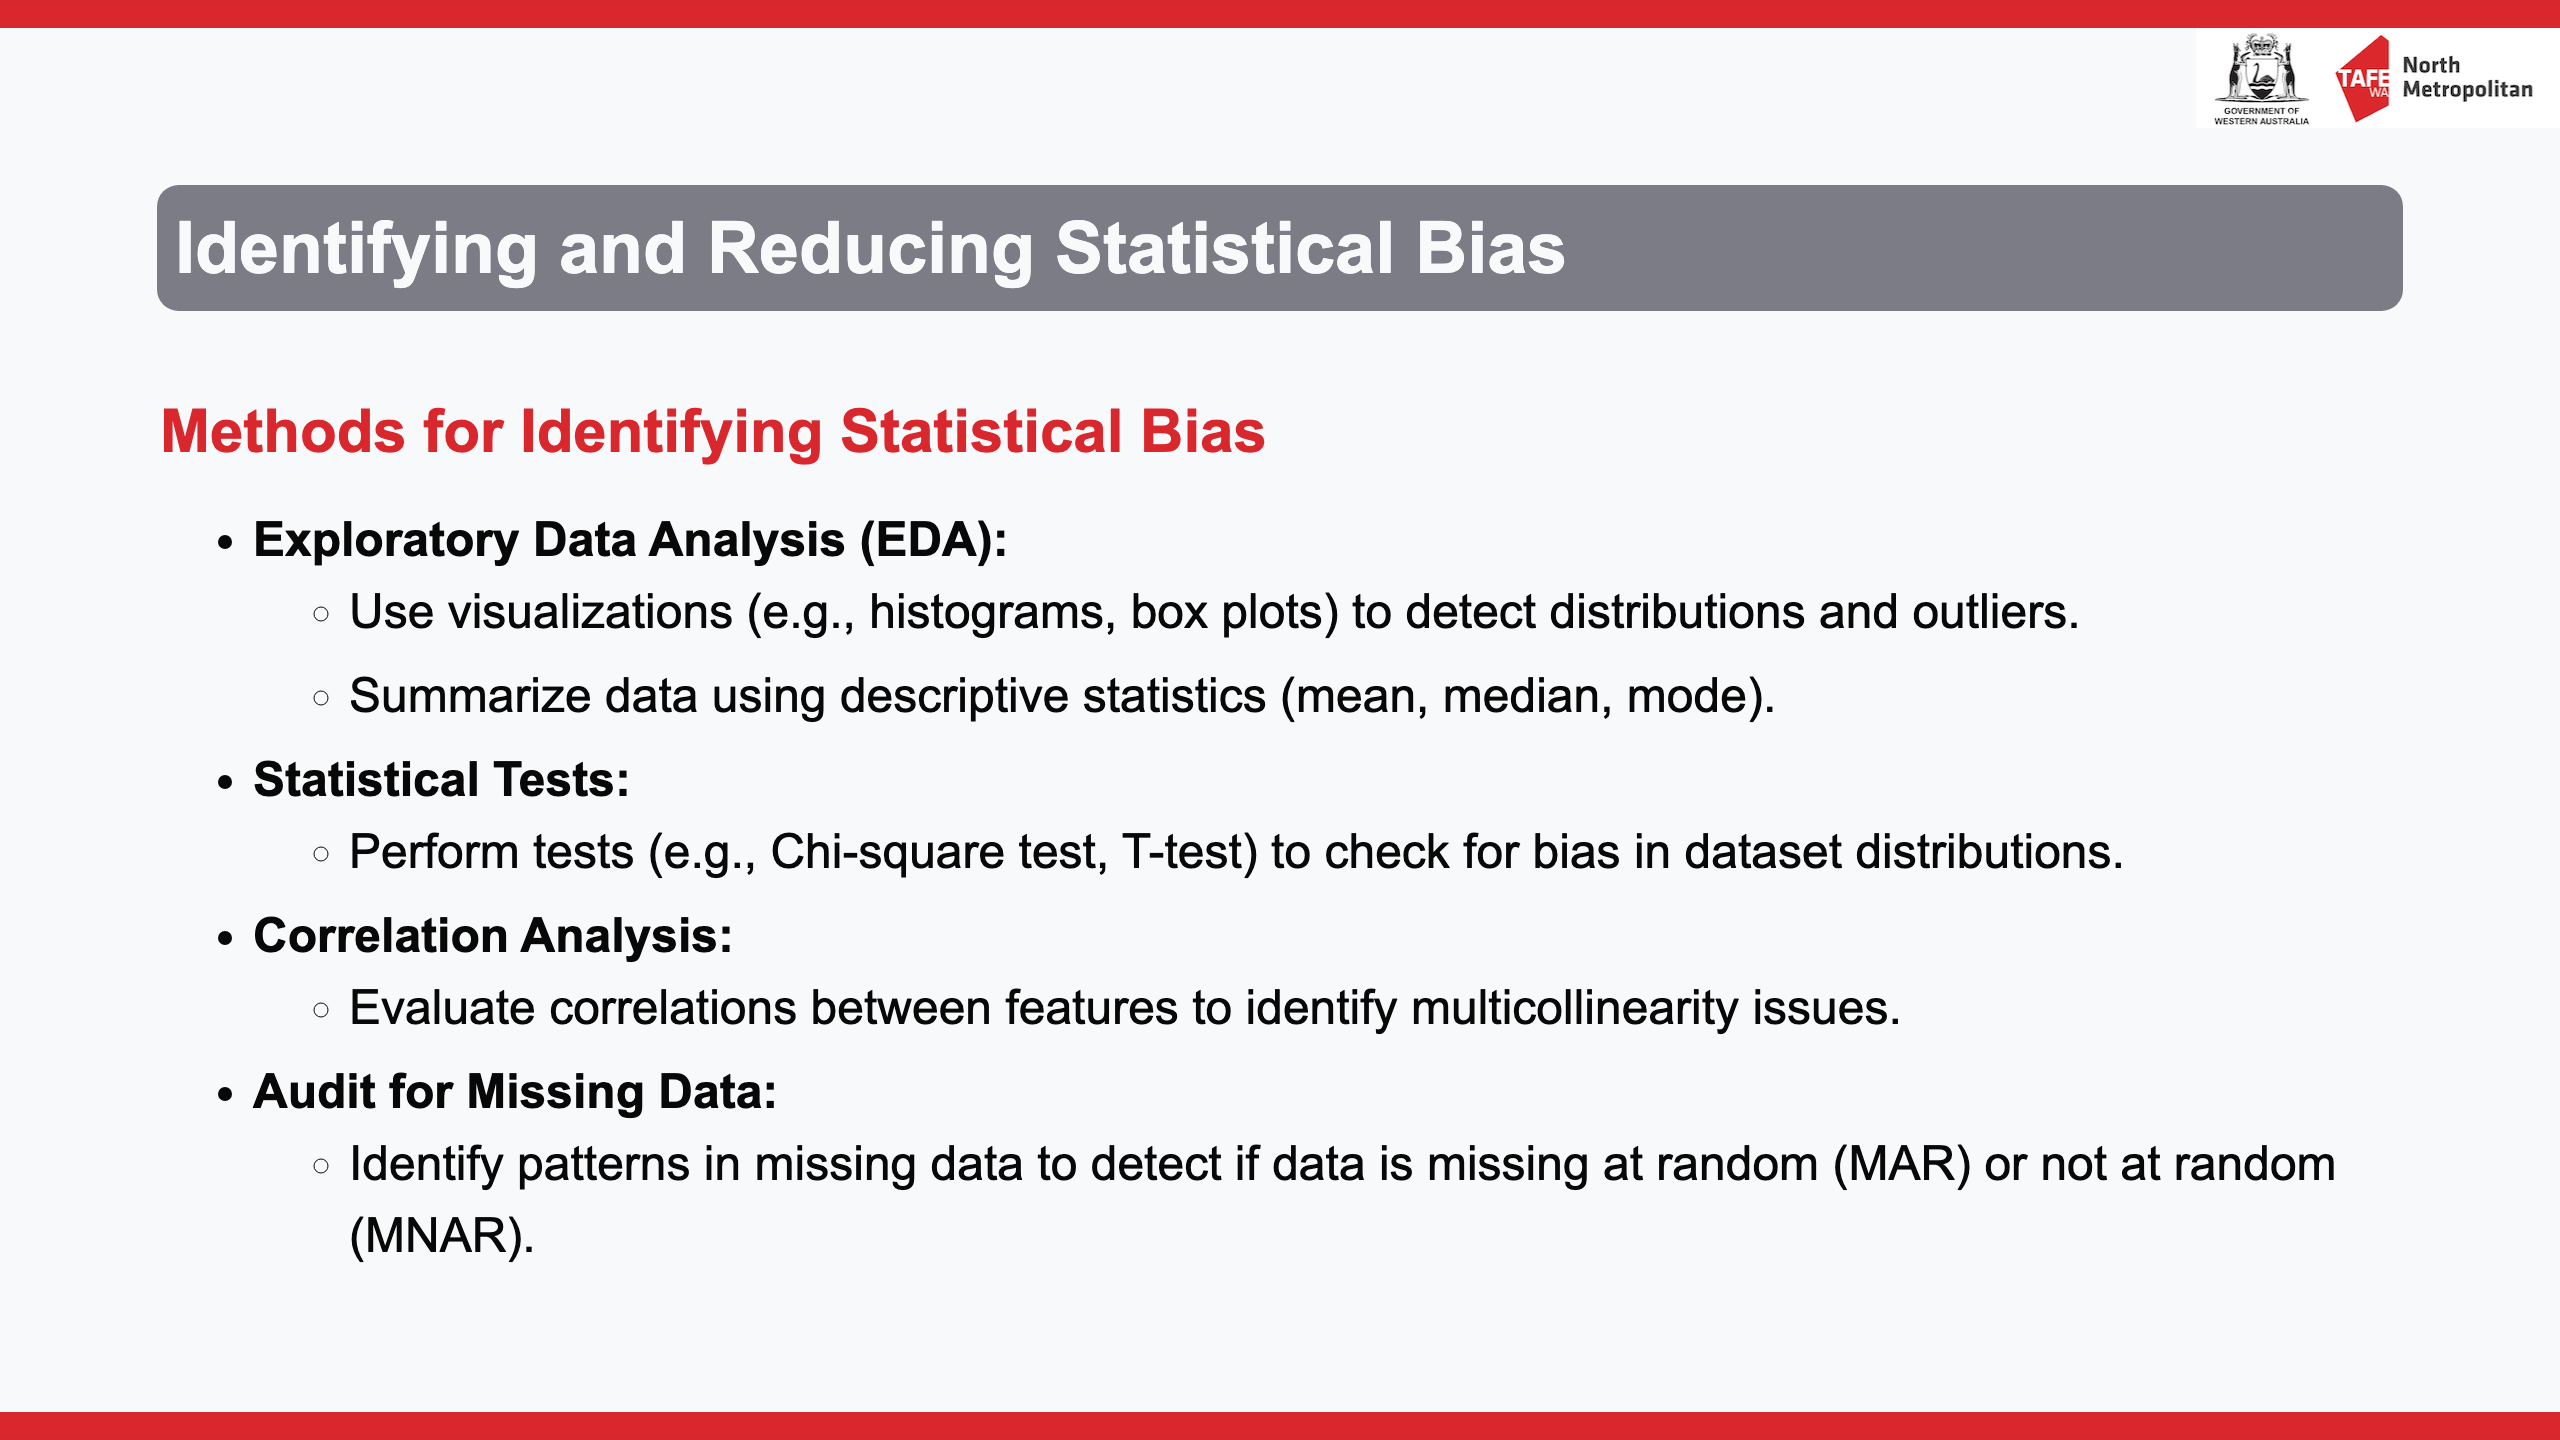 GOVERNMENT OF
WESTERN AUSTRALIA
TAFE
WA
North
Metropolitan
Identifying and Reducing Statistical Bias
Methods for Identifying Statistical Bias
• Exploratory Data Analysis (EDA):
○ Use visualizations (e.g., histograms, box plots) to detect distributions and outliers.
○ Summarize data using descriptive statistics (mean, median, mode).
• Statistical Tests:
○ Perform tests (e.g., Chi-square test, T-test) to check for bias in dataset distributions.
• Correlation Analysis:
○ Evaluate correlations between features to identify multicollinearity issues.
• Audit for Missing Data:
○ Identify patterns in missing data to detect if data is missing at random (MAR) or not at random
(MNAR).